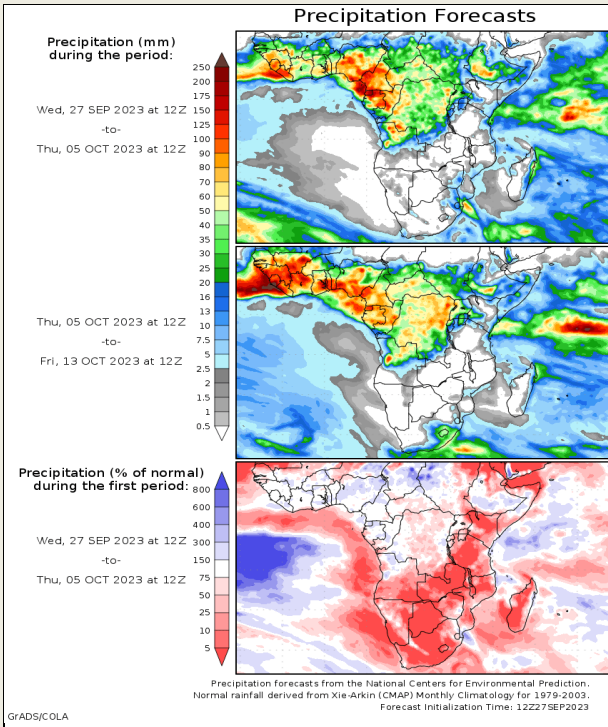 Precipitation Forecasts
Precipitation (mm)
during the period:
250
200
175
150
125
100
90
80
70
60
50
40
35
30
25
20
16
13
10
7.5
5
2.5
2
1.5
1
0.5
Wed, 27 SEP 2023 at 12Z
-to-
Thu, 05 OCT 2023 at 12Z
Thu, 05 OCT 2023 at 12Z
-to-
Fri, 13 OCT 2023 at 12Z
Precipitation (% of normal)
during the first period:
800
600
400
300
150
75
50
25
10
5
Wed, 27 SEP 2023 at 12Z
-to-
Thu, 05 OCT 2023 at 12Z
Precipitation forecasts from the National Centers for Environmental Prediction.
Normal rainfall derived from Xie-Arkin (CMAP) Monthly Climatology for 1979-2003.
Forecast Initialization Time: 12Z27SEP2023
GrADS/COLA